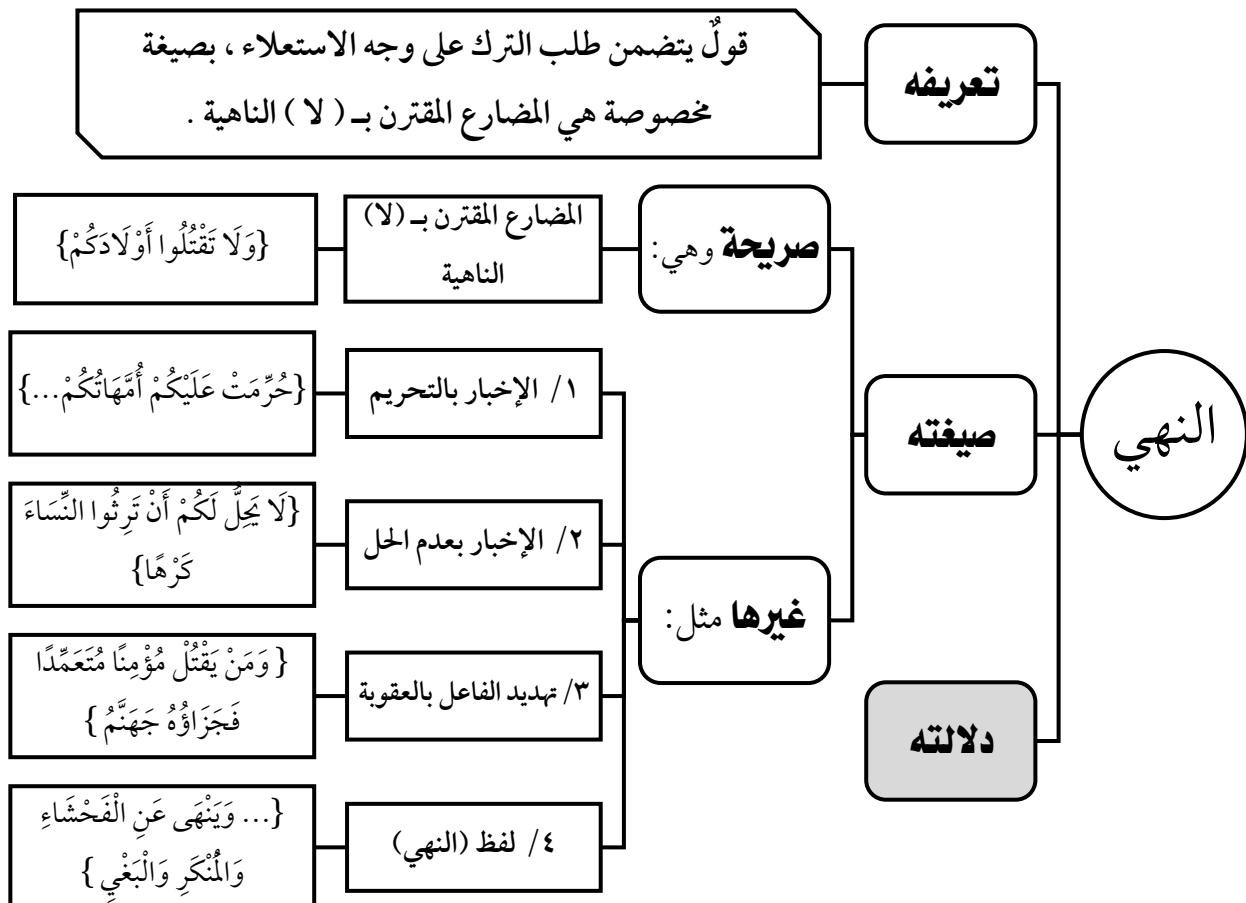 النهي
تعريفه
قولٌ يتضمن طلب الترك على وجه الاستعلاء ، بصيغة
مخصوصة هي المضارع المقترن بـ ( لا ) الناهية .
صيغته
صريحة وهي:
المضارع المقترن بـ (لا)
الناهية
{وَلَا تَقْتُلُوا أَوْلَادَكُمْ}
غيرها مثل:
١/ الإخبار بالتحريم
{حُرِّمَتْ عَلَيْكُمْ أُمَّهَاتُكُمْ...}
٢/ الإخبار بعدم الحل
{لَا يَحِلُّ لَكُمْ أَنْ تَرِثُوا النِّسَاءَ
كَرْهًا}
٣/ تهديد الفاعل بالعقوبة
{ وَمَنْ يَقْتُلْ مُؤْمِنًا مُتَعَمِّدًا
فَجَزَاؤُهُ جَهَنَّمُ }
٤/ لفظ (النهي)
{... وَيَنْهَى عَنِ الْفَحْشَاءِ
وَالْمُنْكَرِ وَالْبَغْيِ }
دلالته